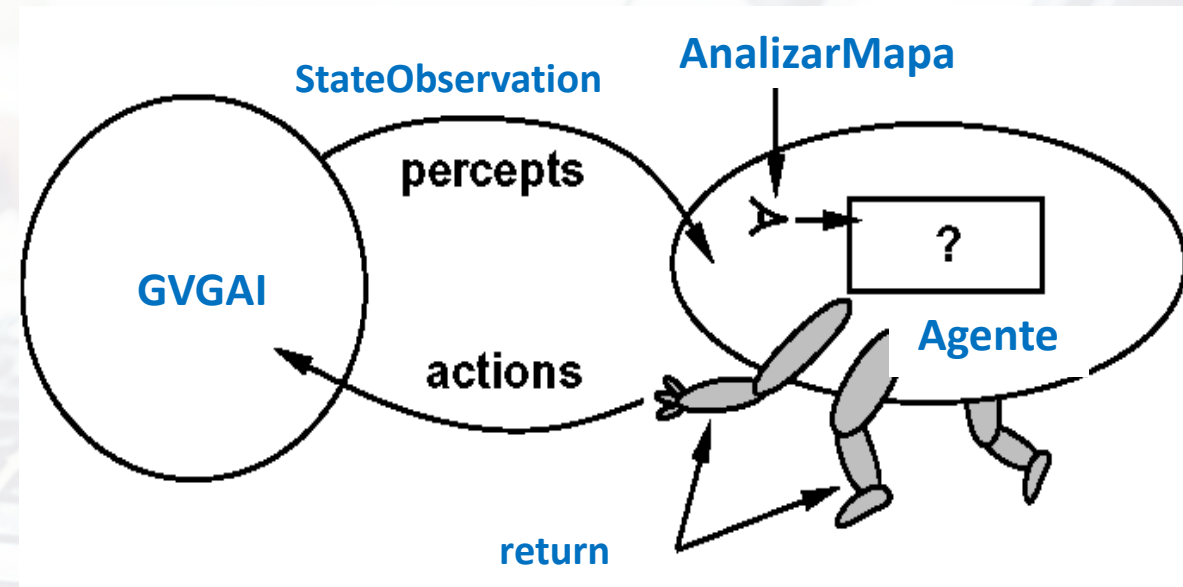 AnalizarMapa
StateObservation
percepts
?
GVGAI
Agente
actions
return